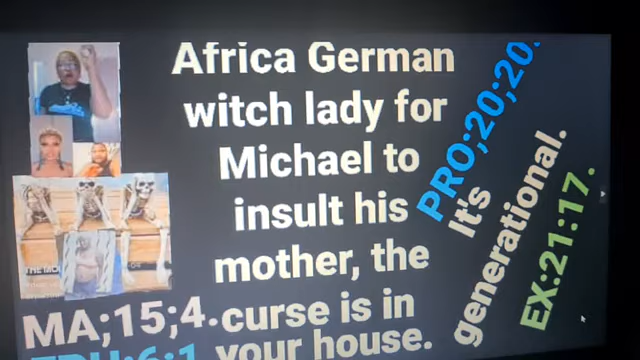 Africa German
witch lady for
Michael to
insult his
mother, the
curse is in
your house.
MA;15;4.
PRO;20;20.
It's
generational.
EX:21:17.